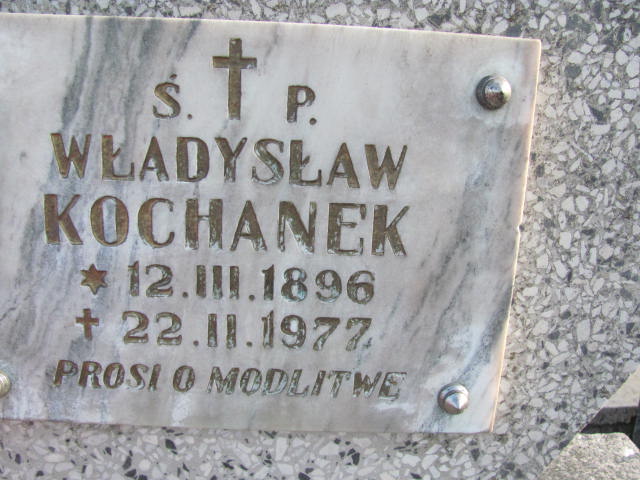 Ś. P.
WŁADYSŁAW
KOCHANEK
* 12.III.1896
✝ 22.II.1977
PROSI O MODLITWĘ